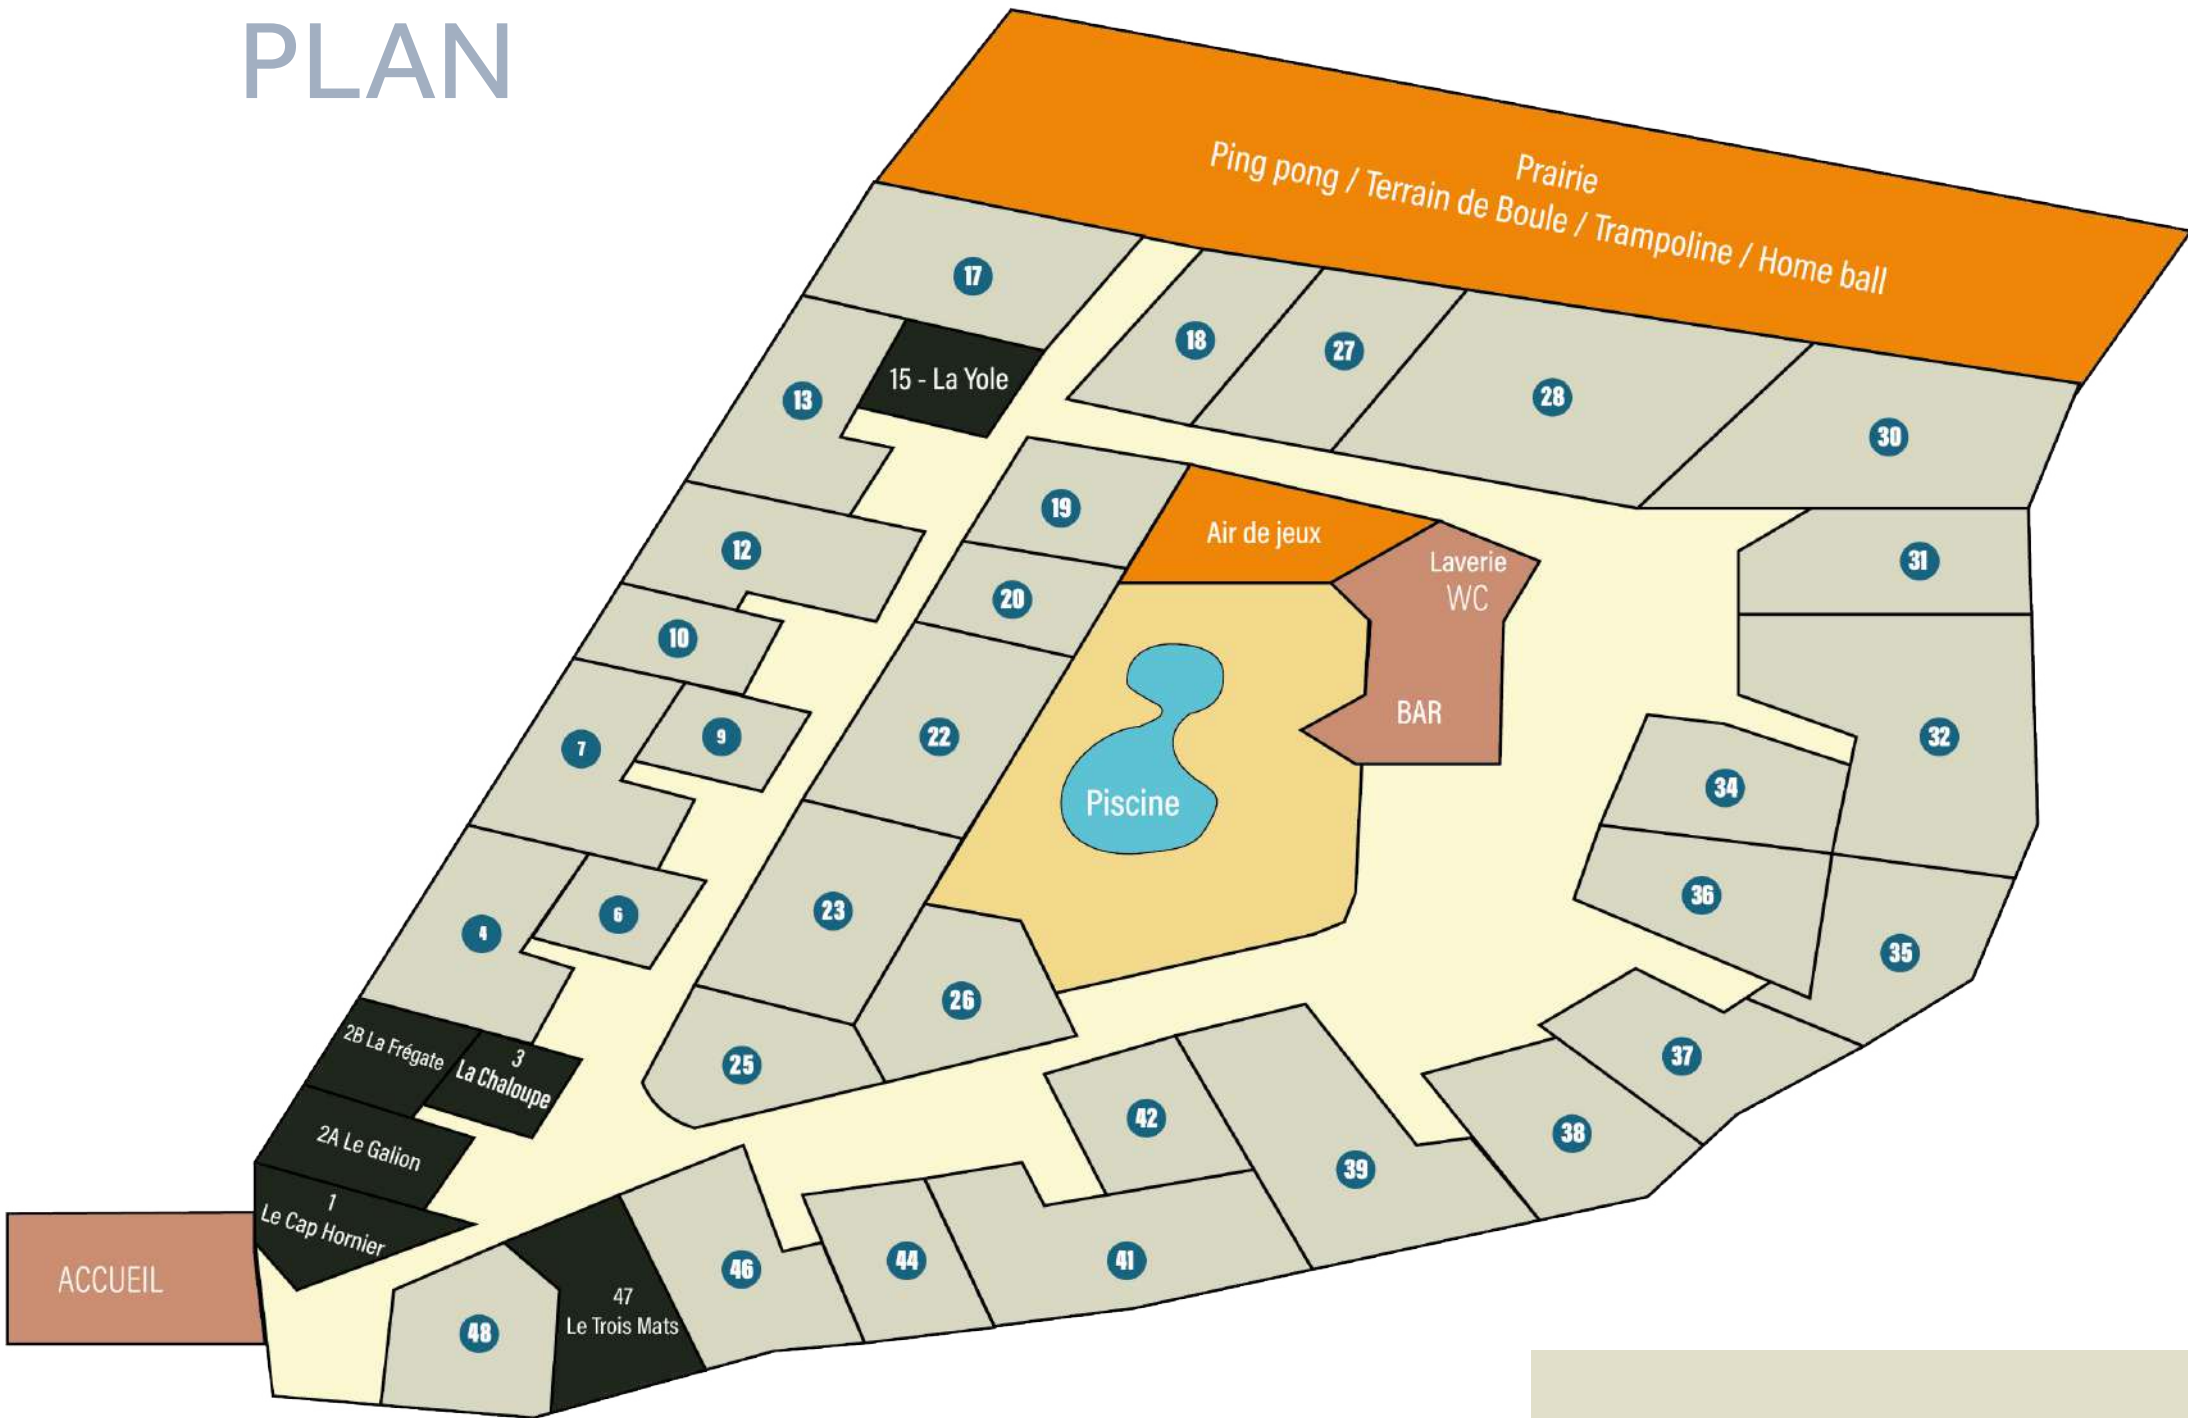 PLAN
Prairie
Ping pong / Terrain de Boule / Trampoline / Home ball
17
18
27
15 - La Yole
28
13
30
19
Air de jeux
12
Laverie
WC
31
20
10
BAR
9
22
32
7
34
Piscine
36
23
6
4
35
26
2B La Frégate
3
La Chaloupe
25
37
42
38
2A Le Galion
39
1
Le Cap Hornier
44
41
46
ACCUEIL
47
Le Trois Mats
48